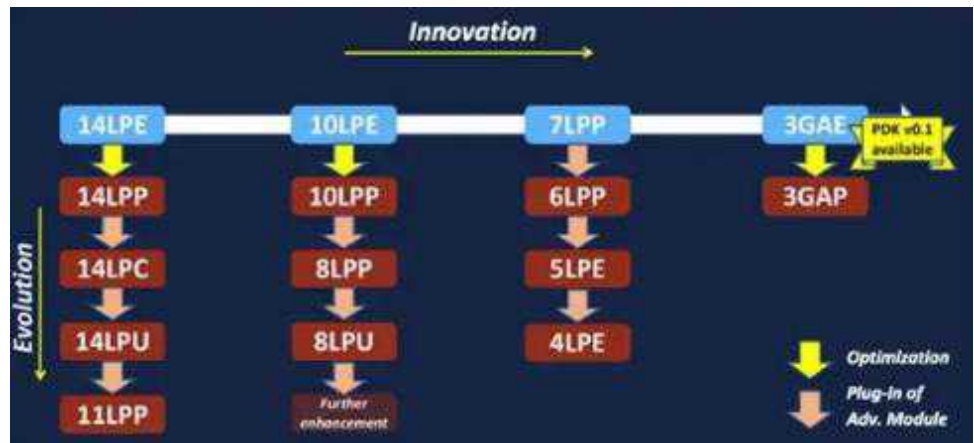 Innovation
14LPE
10LPE
7LPP
3GAE
PDK v0.1
available
14LPP
10LPP
6LPP
3GAP
Evolution
14LPC
8LPP
5LPE
14LPU
8LPU
4LPE
Optimization
11LPP
Further
enhancement
Plug-in of
Adv. Module